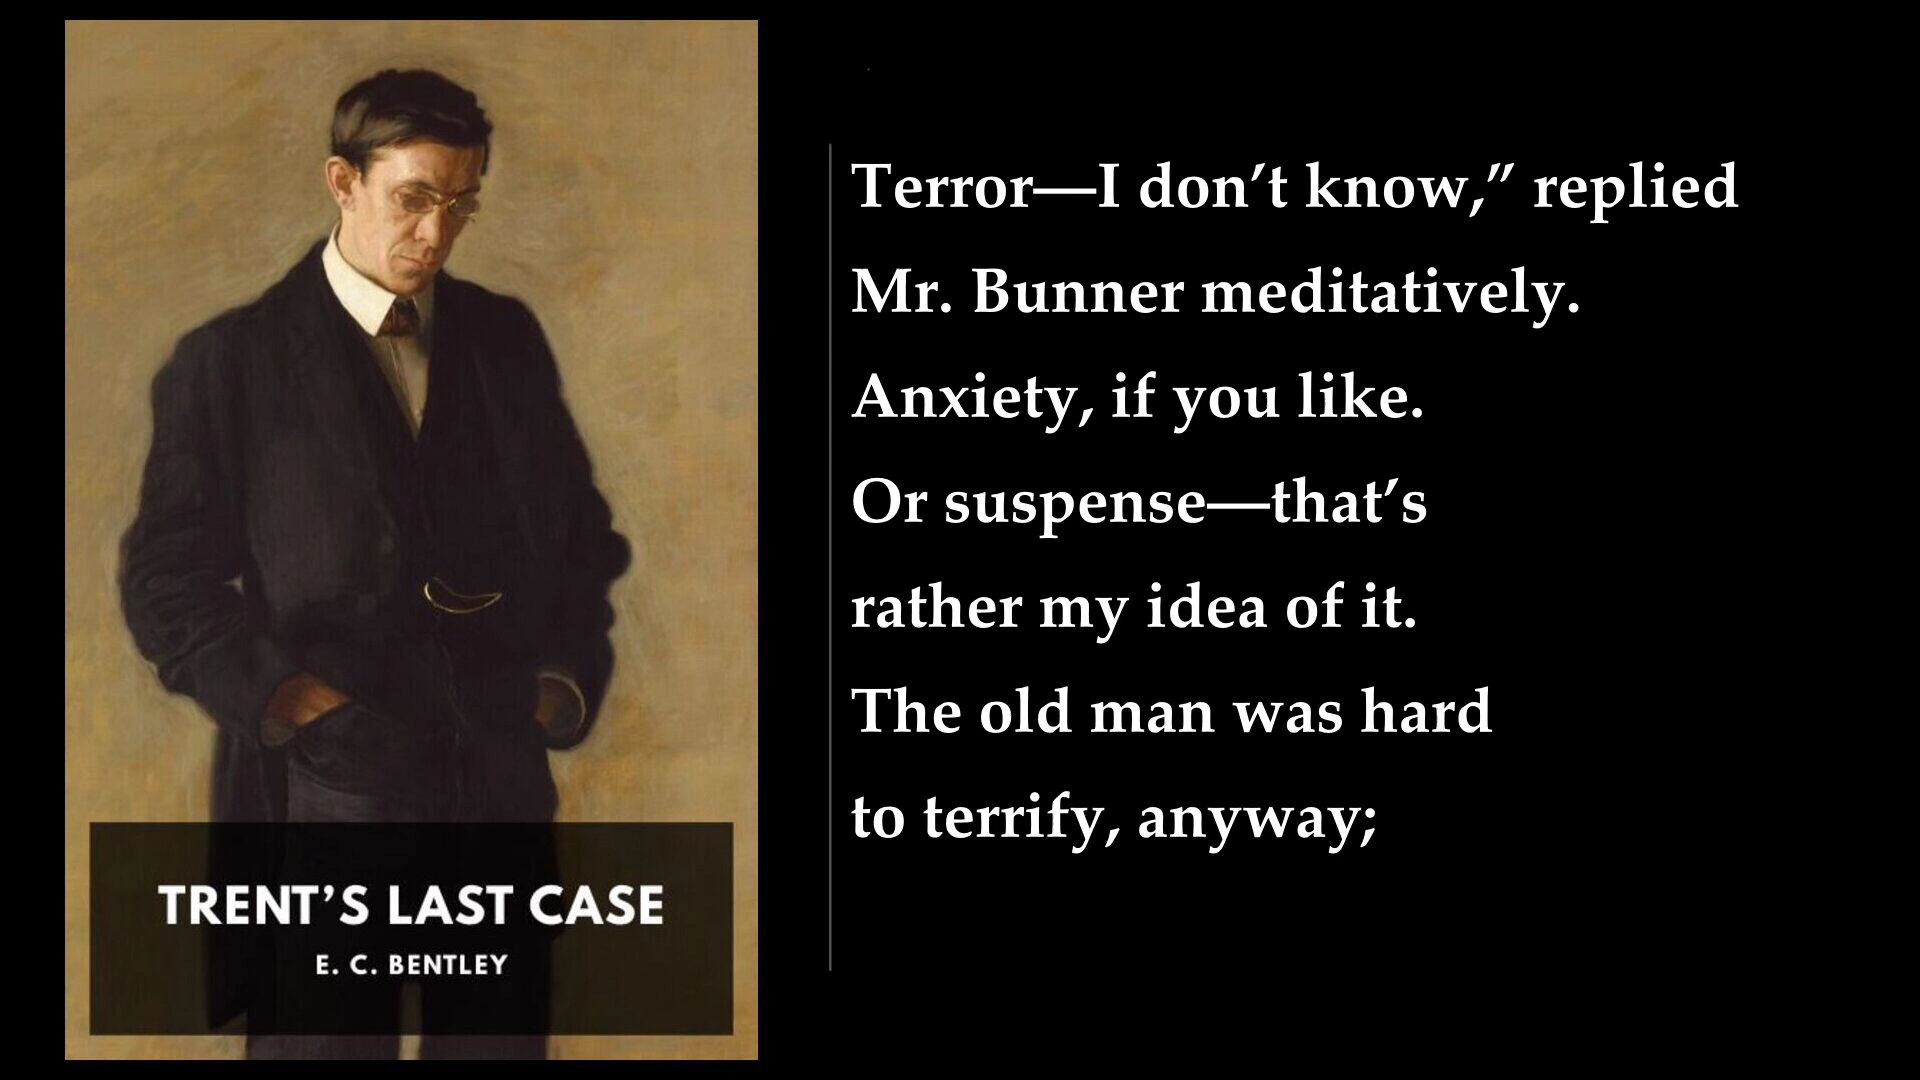 TRENT’S LAST CASE
E. C. BENTLEY
Terror—I don’t know,” replied
Mr. Bunner meditatively.
Anxiety, if you like.
Or suspense—that’s
rather my idea of it.
The old man was hard
to terrify, anyway;